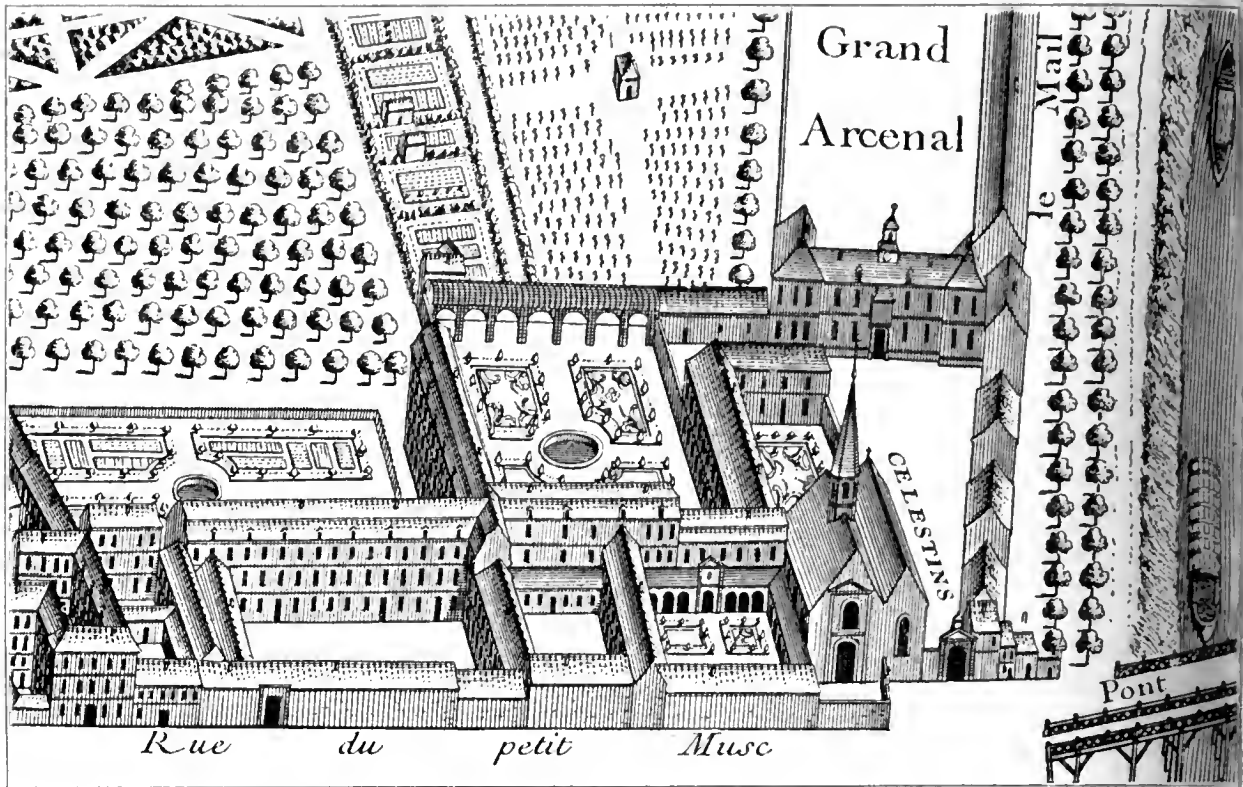 Grand
Arcenal
le Mail
CELESTINS
Pont
Rue du petit Musc